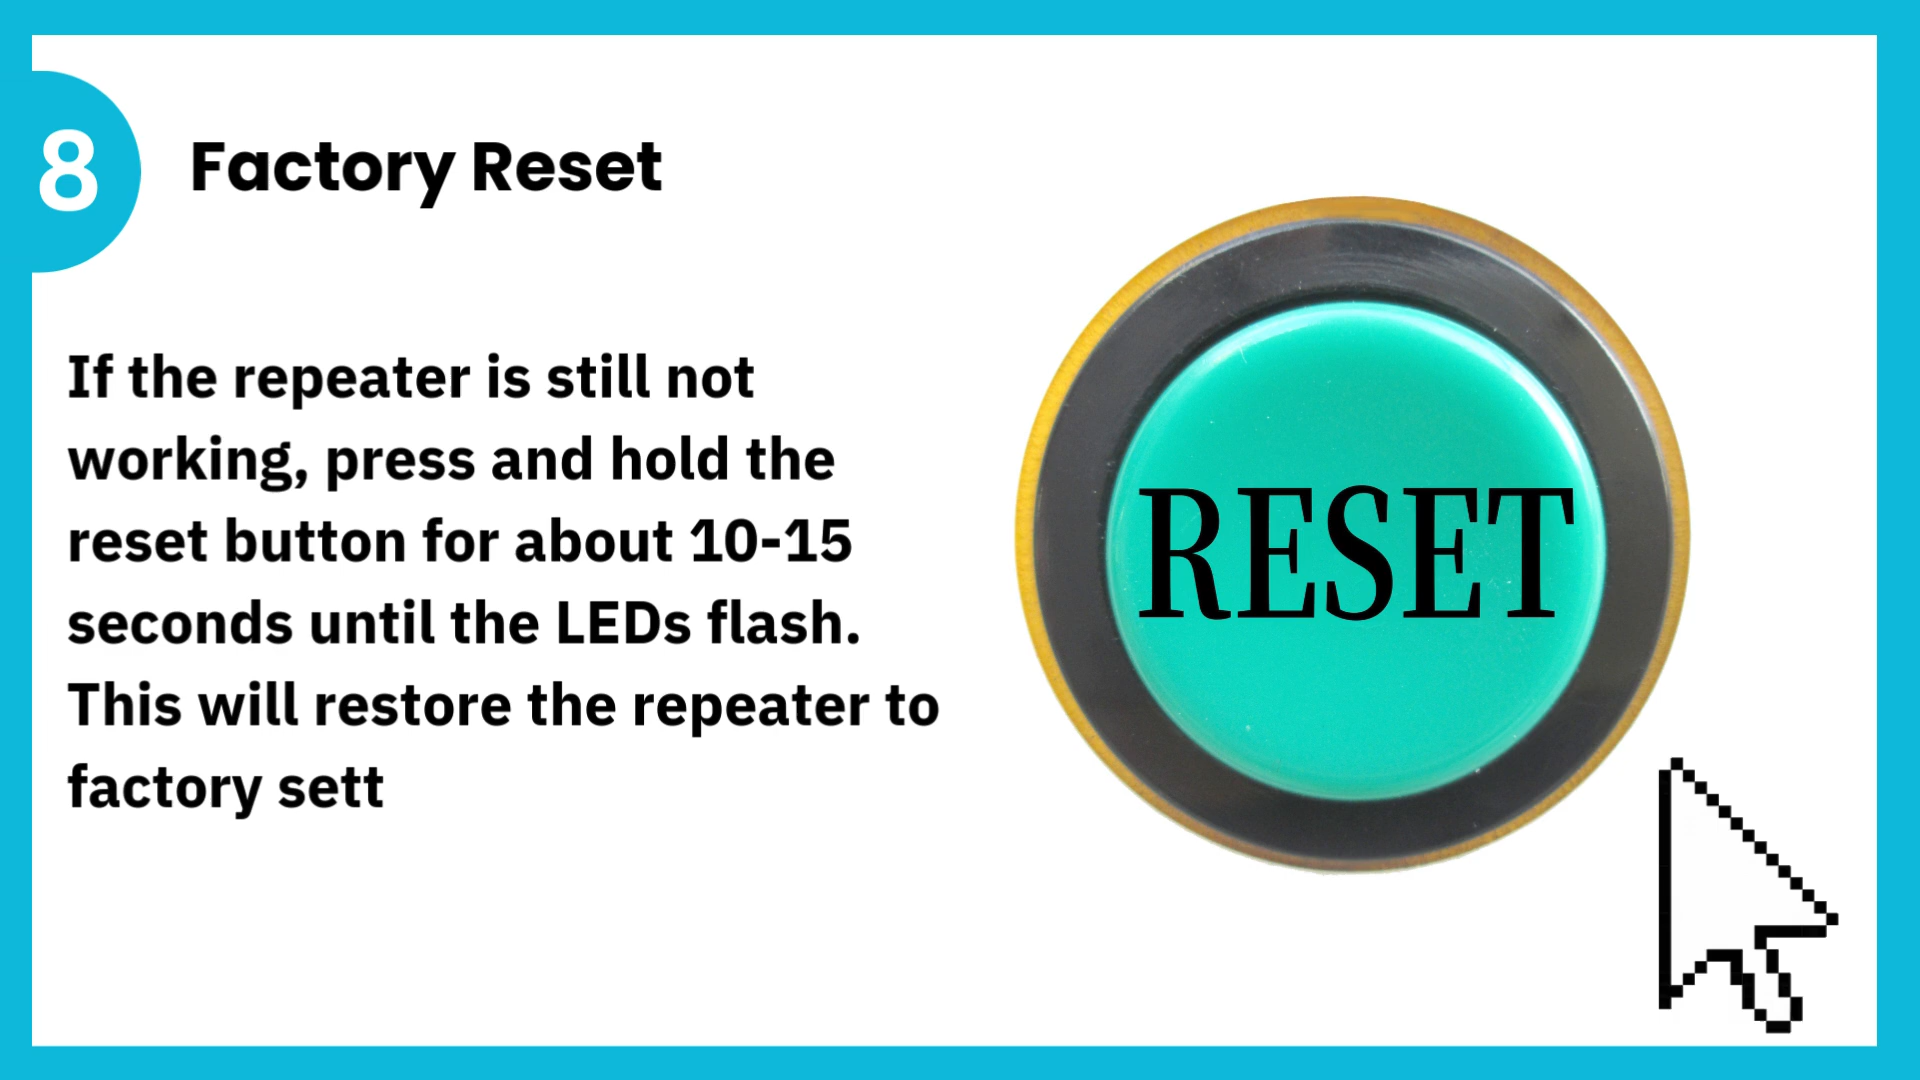 8
Factory Reset
If the repeater is still not
working, press and hold the
reset button for about 10-15
seconds until the LEDs flash.
This will restore the repeater to
factory sett
RESET